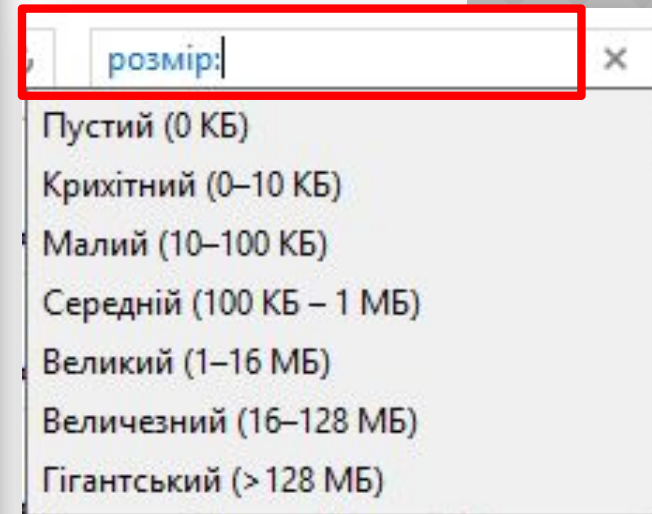 розмір:
Пустий (0 КБ)
Крихітний (0–10 КБ)
Малий (10–100 КБ)
Середній (100 КБ – 1 МБ)
Великий (1–16 МБ)
Величезний (16–128 МБ)
Гігантський (>128 МБ)